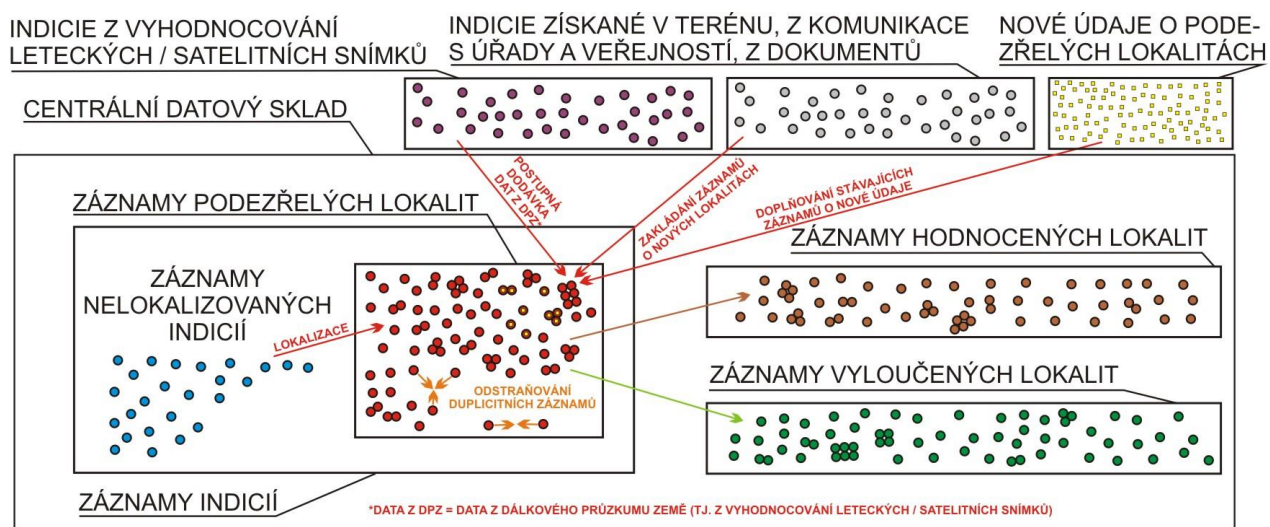 INDICIE Z VYHODNOCOVÁNÍ
LETECKÝCH / SATELITNÍCH SNÍMKŮ
INDICIE ZÍSKANÉ V TERÉNU, Z KOMUNIKACE
S ÚŘADY A VEŘEJNOSTÍ, Z DOKUMENTŮ
NOVÉ ÚDAJE O PODE-
ZŘELÝCH LOKALITÁCH
CENTRÁLNÍ DATOVÝ SKLAD
POSTUPNÁ
DODÁVKA
DAT Z DPZ*
ZAKLÁDÁNÍ ZÁZNAMŮ
O NOVÝCH LOKALITÁCH
DOPLŇOVÁNÍ STÁVAJÍCÍCH
ZÁZNAMŮ O NOVÉ ÚDAJE
ZÁZNAMY PODEZŘELÝCH LOKALIT
ZÁZNAMY HODNOCENÝCH LOKALIT
ZÁZNAMY
NELOKALIZOVANÝCH
INDICIÍ
LOKALIZACE
ZÁZNAMY VYLOUČENÝCH LOKALIT
ODSTRAŇOVÁNÍ
DUPLICITNÍCH ZÁZNAMŮ
ZÁZNAMY INDICIÍ
*DATA Z DPZ = DATA Z DÁLKOVÉHO PRŮZKUMU ZEMĚ (TJ. Z VYHODNOCOVÁNÍ LETECKÝCH / SATELITNÍCH SNÍMKŮ)